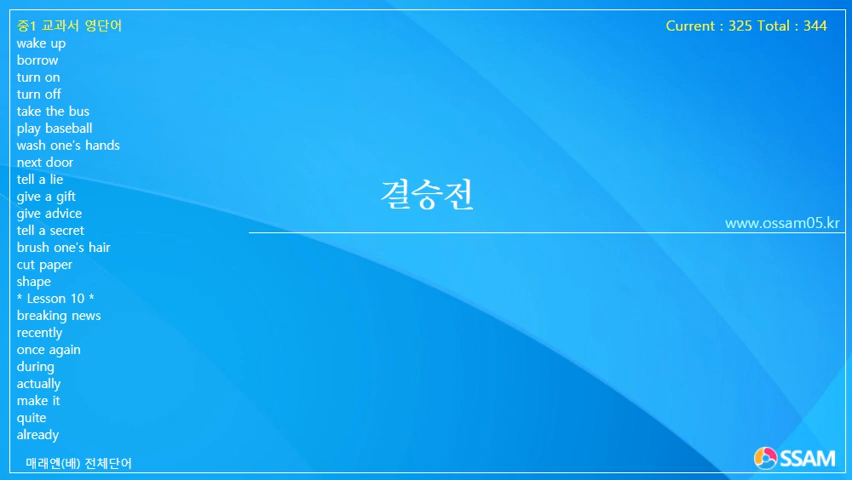 중1 교과서 영단어
Current : 325 Total : 344
wake up
borrow
turn on
turn off
take the bus
play baseball
wash one's hands
next door
tell a lie
give a gift
give advice
tell a secret
brush one's hair
cut paper
shape
* Lesson 10 *
breaking news
recently
once again
during
actually
make it
quite
already
결승전
www.ossam05.kr
매래엔(배) 전체단어
OSSAM